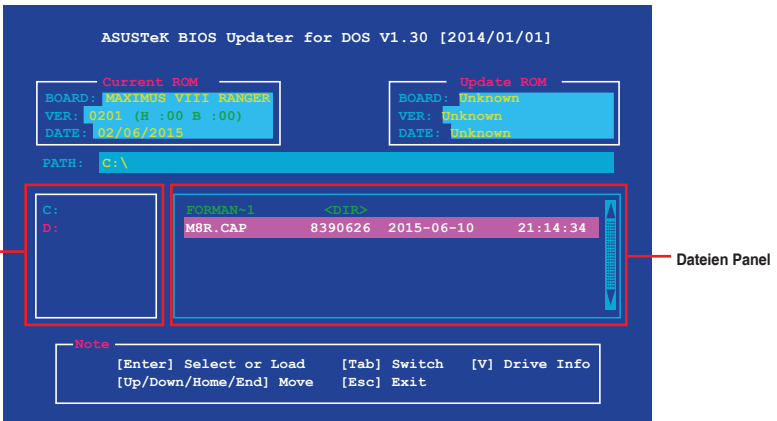 ASUSTeK BIOS Updater for DOS V1.30 [2014/01/01]
Current ROM
BOARD: MAXIMUS VIII RANGER
VER: 0201 (H :00 B :00)
DATE: 02/06/2015
Update ROM
BOARD: Unknown
VER: Unknown
DATE: Unknown
PATH: C:\
C:
D:
FORMAN~1 <DIR>
M8R.CAP 8390626 2015-06-10 21:14:34
Dateien Panel
Note
[Enter] Select or Load [Tab] Switch [V] Drive Info
[Up/Down/Home/End] Move [Esc] Exit